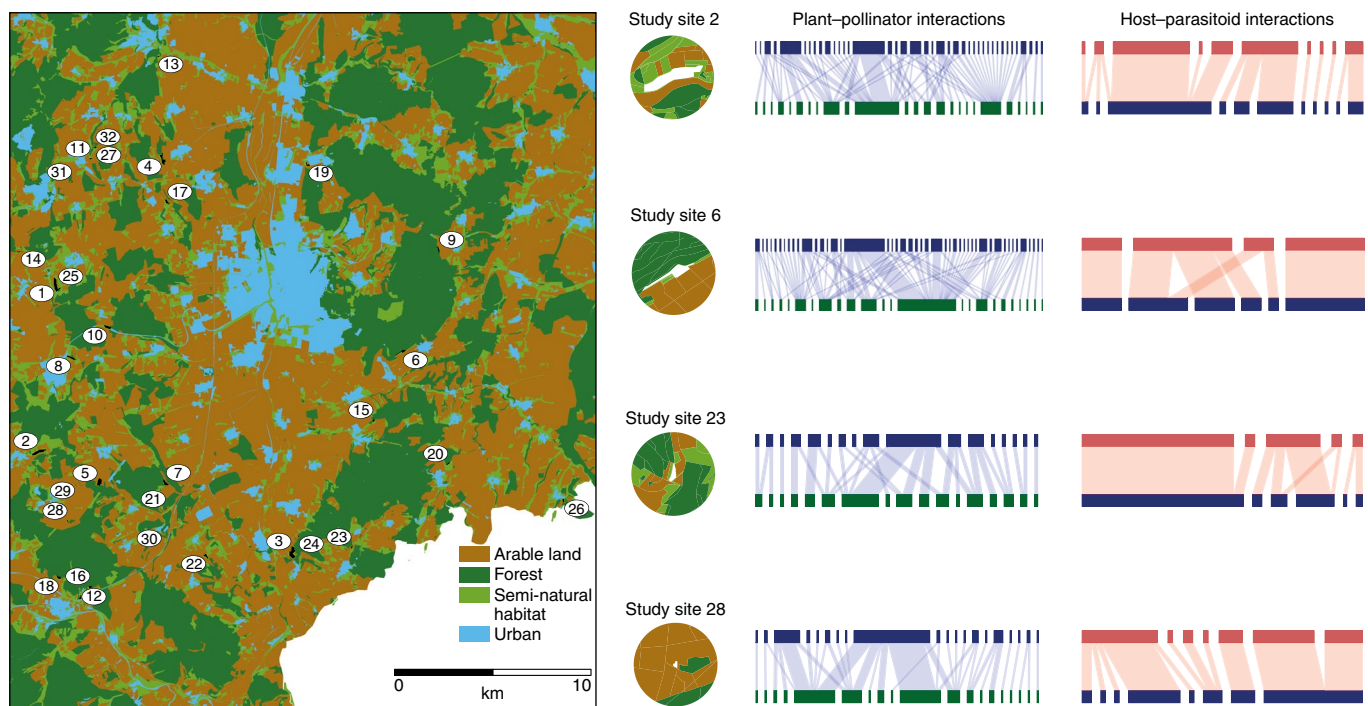 13
32
11
27
4
31
17
19
9
14
25
1
10
8
6
15
2
20
5
7
29
21
28
26
30
3
24
23
22
16
18
12
Arable land
Forest
Semi-natural
habitat
Urban
0
10
km
Study site 2
Plant–pollinator interactions
Host–parasitoid interactions
Study site 6
Study site 23
Study site 28